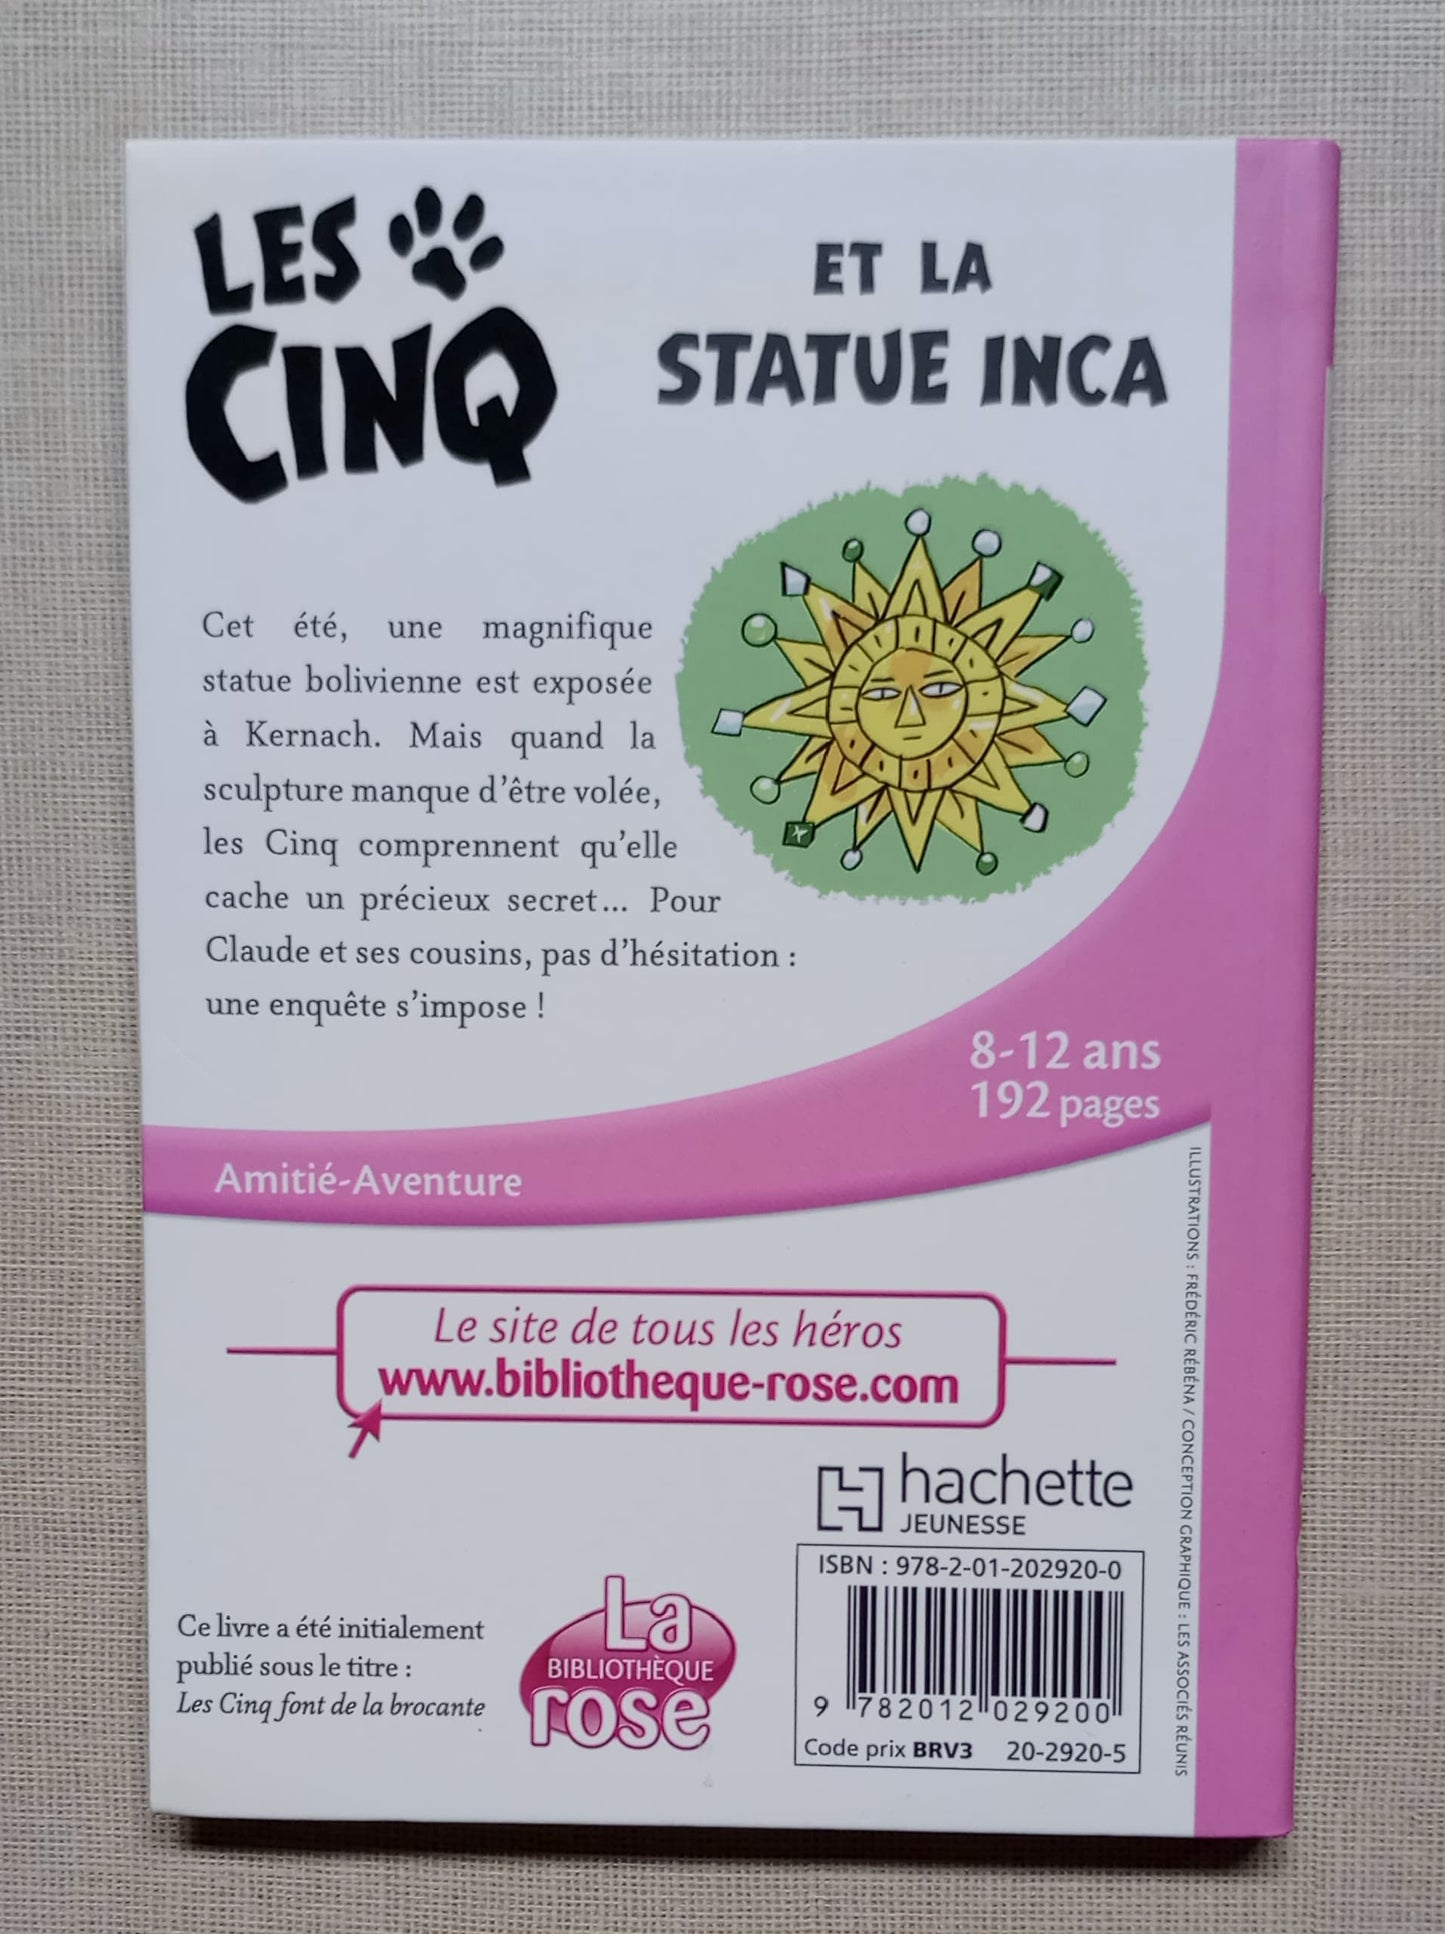 LES
CINQ
ET LA
STATUE INCA
Cet été, une magnifique
statue bolivienne est exposée
à Kernach. Mais quand la
sculpture manque d'être volée,
les Cinq comprennent qu'elle
cache un précieux secret... Pour
Claude et ses cousins, pas d'hésitation :
une enquête s'impose !
8-12 ans
192 pages
Amitié-Aventure
Le site de tous les héros
www.bibliotheque-rose.com
hachette
JEUNESSE
ISBN : 978-2-01-202920-0
9 782012 029200
Code prix BRV3 20-2920-5
Ce livre a été initialement
publié sous le titre :
Les Cinq font de la brocante
La
BIBLIOTHÈQUE
rose
ILLUSTRATIONS : FRÉDÉRIC RÉBÉNA / CONCEPTION GRAPHIQUE : LES ASSOCIÉS RÉUNIS